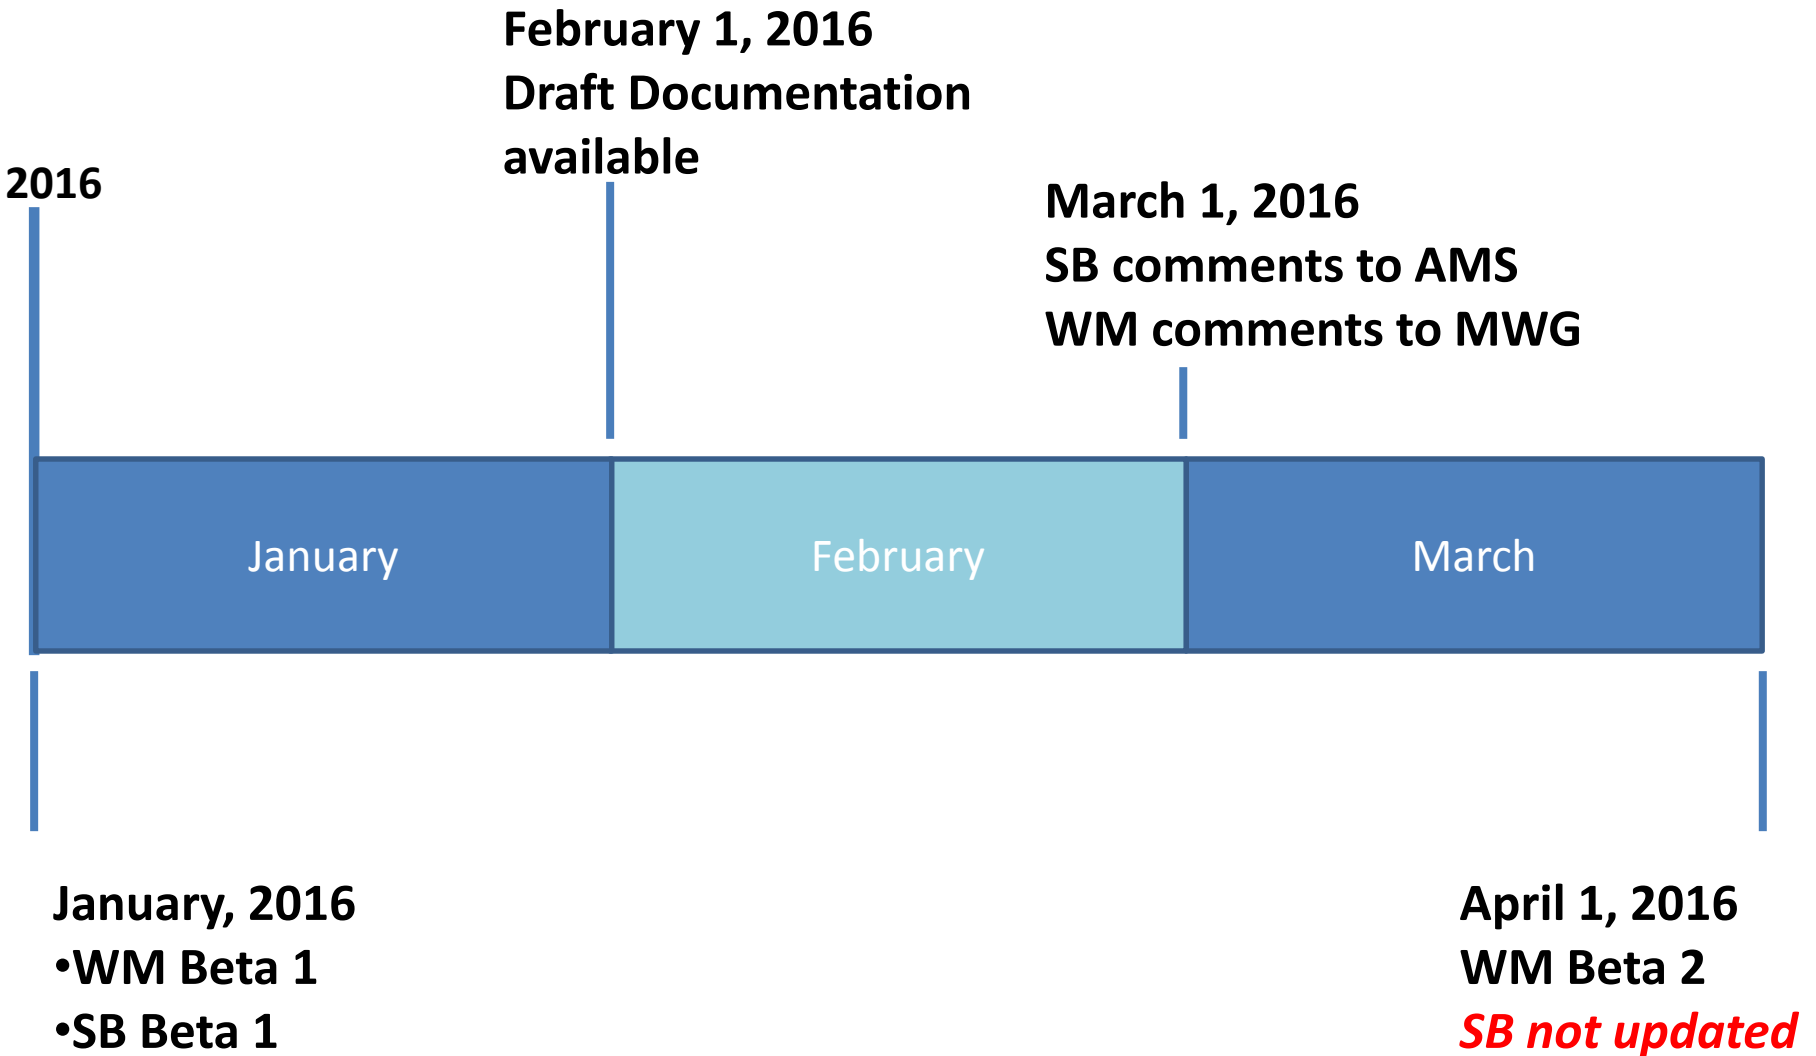 February 1, 2016
Draft Documentation
available
2016
March 1, 2016
SB comments to AMS
WM comments to MWG
January
February
March
January, 2016
•WM Beta 1
•SB Beta 1
April 1, 2016
WM Beta 2
SB not updated